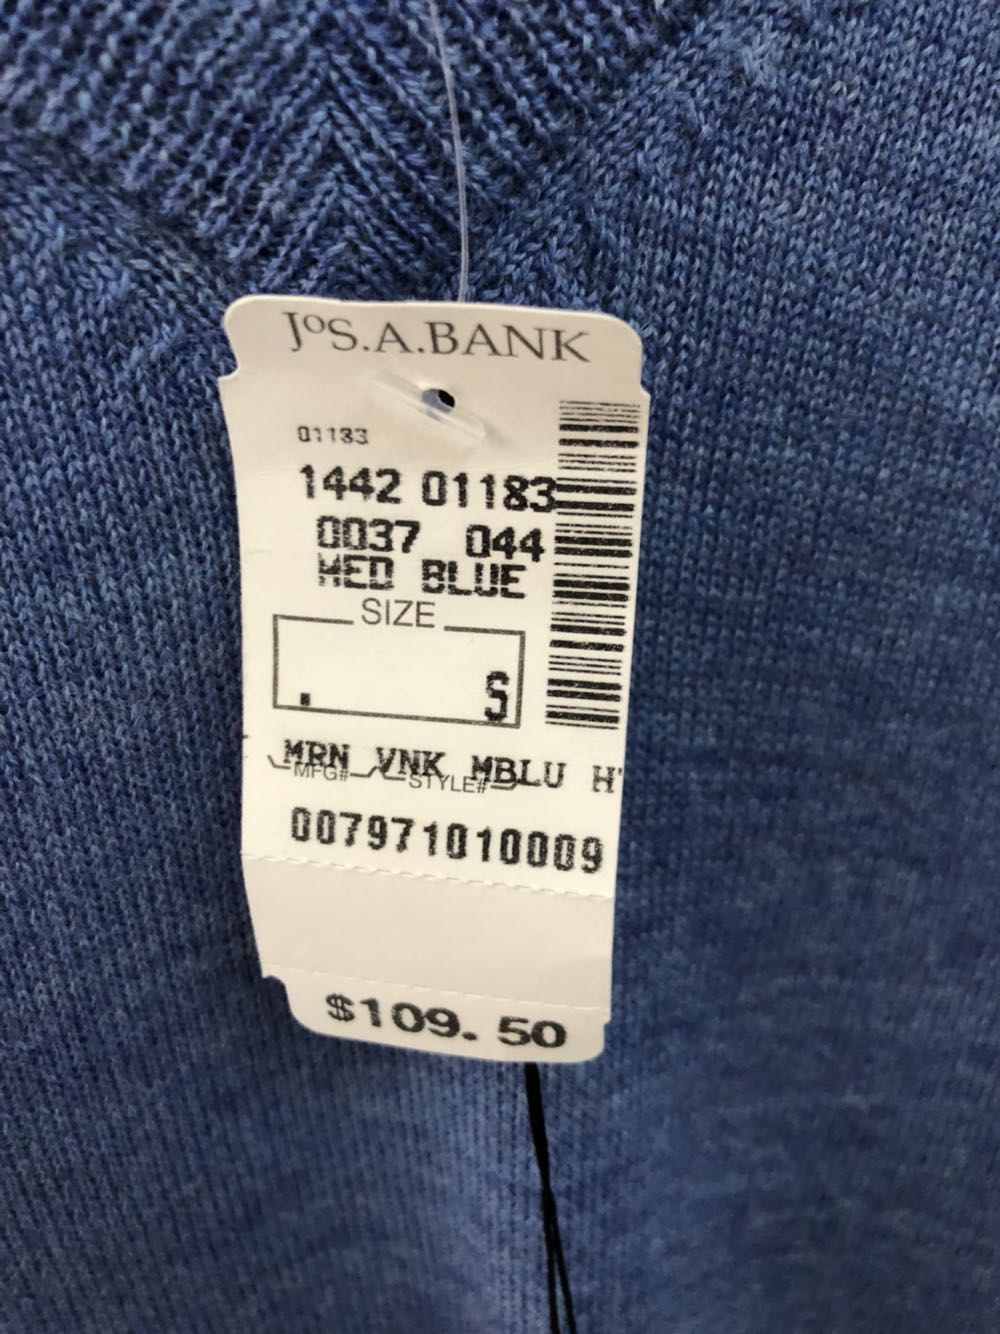 JoS.A.BANK
01183
1442 01183
0037 044
MED BLUE
SIZE
. S
MRN VNK MBLU H
MFG# STYLE#
007971010009
$109.50